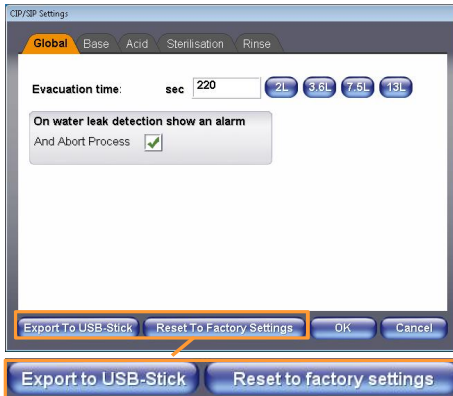 CIP/SIP Settings
Global Base Acid Sterilisation Rinse
Evacuation time: sec 220 2L 3.6L 7.5L 13L
On water leak detection show an alarm
And Abort Process
Export To USB-Stick Reset To Factory Settings OK Cancel
Export to USB-Stick Reset to factory settings